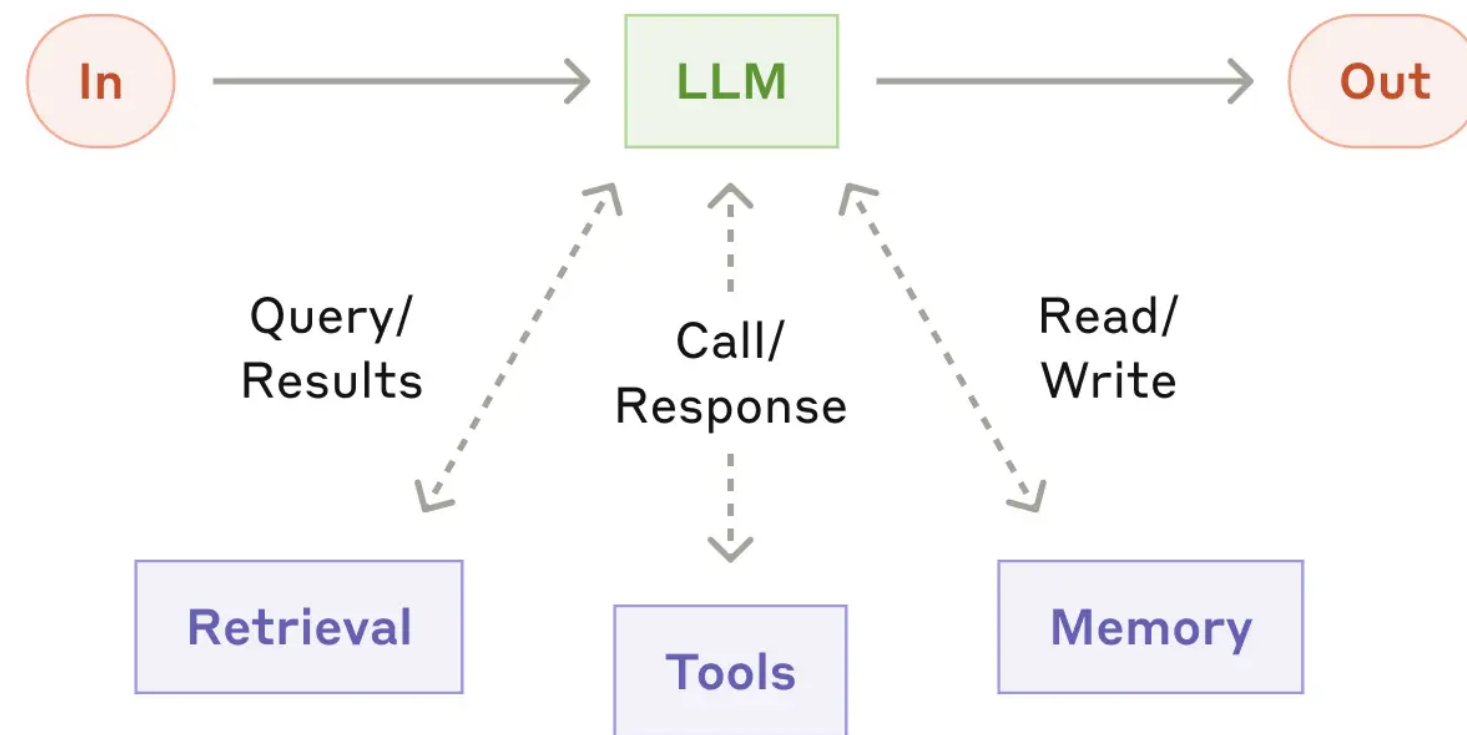 In
LLM
Out
Query/
Results
Call/
Response
Read/
Write
Retrieval
Tools
Memory